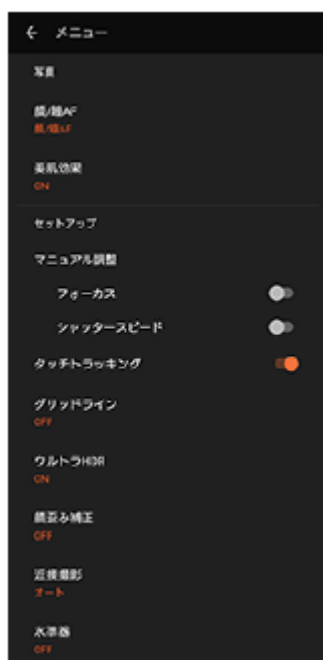 ← メニュー
写真
顔/瞳AF
顔/瞳AF
美肌効果
ON
セットアップ
マニュアル調整
フォーカス
シャッタースピード
タッチトラッキング
グリッドライン
OFF
ウルトラHDR
ON
顔歪み補正
OFF
近接撮影
オート
水準器
OFF